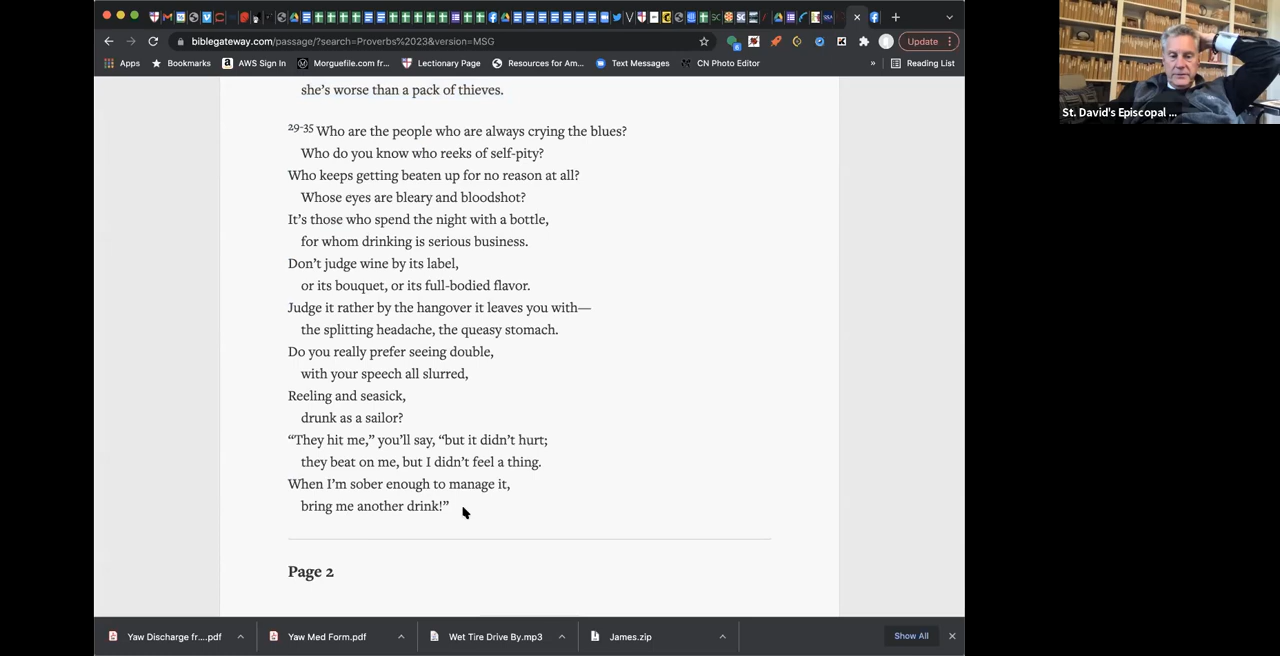 biblegateway.com/passage/?search=Proverbs%2023&version=MSG
Update
Apps
Bookmarks
AWS Sign In
Morguefile.com fr...
Lectionary Page
Resources for Am...
Text Messages
CN Photo Editor
»
Reading List
she's worse than a pack of thieves.
29-35 Who are the people who are always crying the blues?
Who do you know who reeks of self-pity?
Who keeps getting beaten up for no reason at all?
Whose eyes are bleary and bloodshot?
It's those who spend the night with a bottle,
for whom drinking is serious business.
Don't judge wine by its label,
or its bouquet, or its full-bodied flavor.
Judge it rather by the hangover it leaves you with—
the splitting headache, the queasy stomach.
Do you really prefer seeing double,
with your speech all slurred,
Reeling and seasick,
drunk as a sailor?
“They hit me,” you'll say, “but it didn't hurt;
they beat on me, but I didn't feel a thing.
When I'm sober enough to manage it,
bring me another drink!”
Page 2
Yaw Discharge fr....pdf
Yaw Med Form.pdf
Wet Tire Drive By.mp3
James.zip
Show All
St. David's Episcopal ...